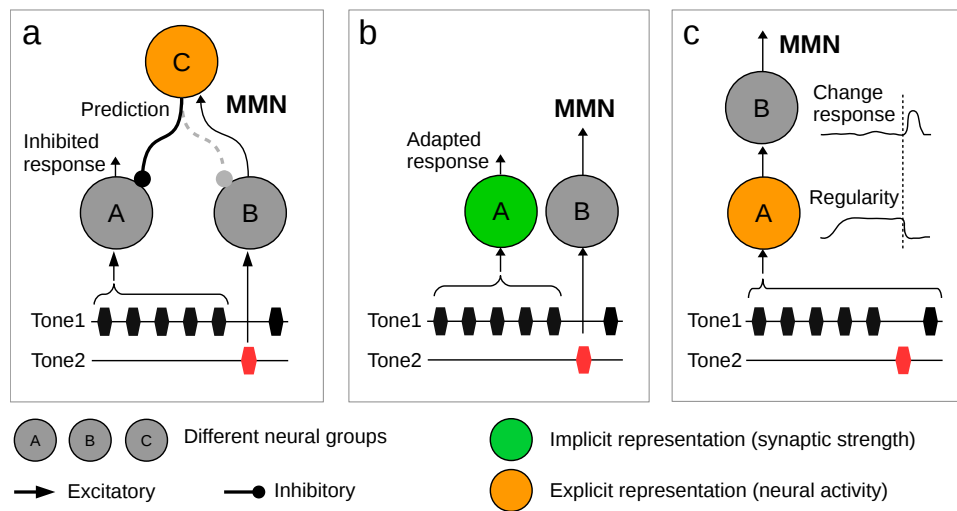 a
C
Prediction
MMN
Inhibited
response
A
B
Tone1
Tone2
b
MMN
Adapted
response
A
B
Tone1
Tone2
c
MMN
B
Change
response
A
Regularity
Tone1
Tone2
A B C Different neural groups
Implicit representation (synaptic strength)
Excitatory Inhibitory
Explicit representation (neural activity)